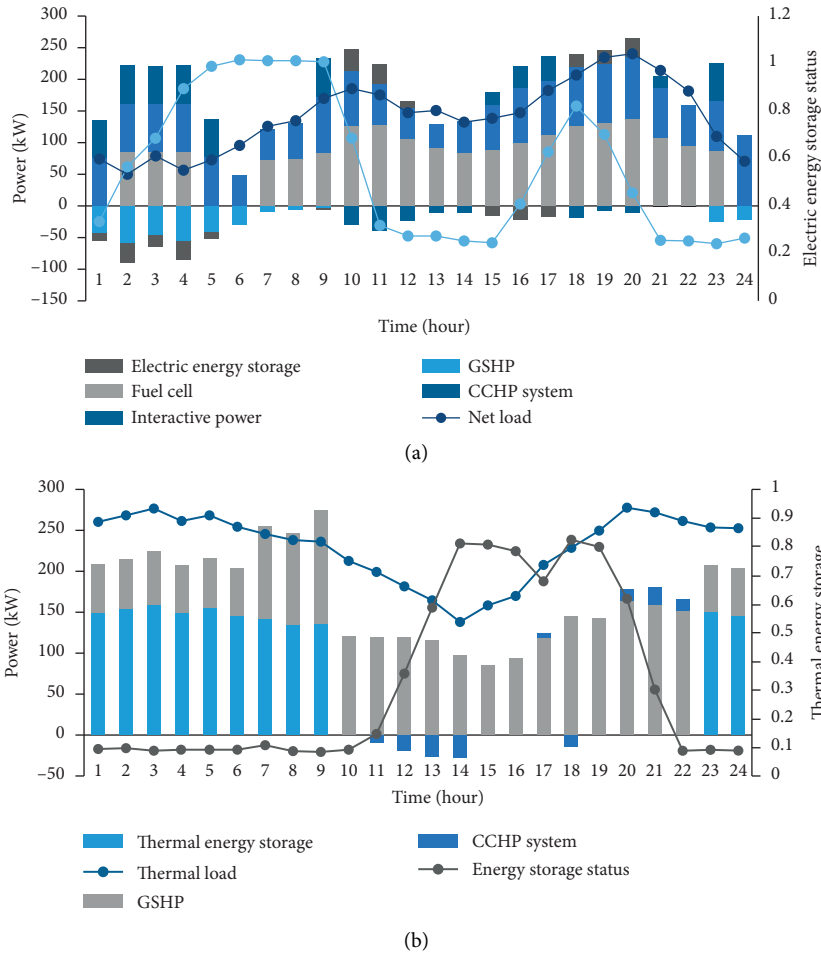 300
250
200
150
100
50
0
−50
−100
−150
Power (kW)
1.2
1
0.8
0.6
0.4
0.2
0
Electric energy storage status
1 2 3 4 5 6 7 8 9 10 11 12 13 14 15 16 17 18 19 20 21 22 23 24
Time (hour)
Electric energy storage
Fuel cell
Interactive power
GSHP
CCHP system
Net load
(a)
300
250
200
150
100
50
0
−50
Power (kW)
1
0.9
0.8
0.7
0.6
0.5
0.4
0.3
0.2
0.1
0
Thermal energy storage
1 2 3 4 5 6 7 8 9 10 11 12 13 14 15 16 17 18 19 20 21 22 23 24
Time (hour)
Thermal energy storage
Thermal load
GSHP
CCHP system
Energy storage status
(b)